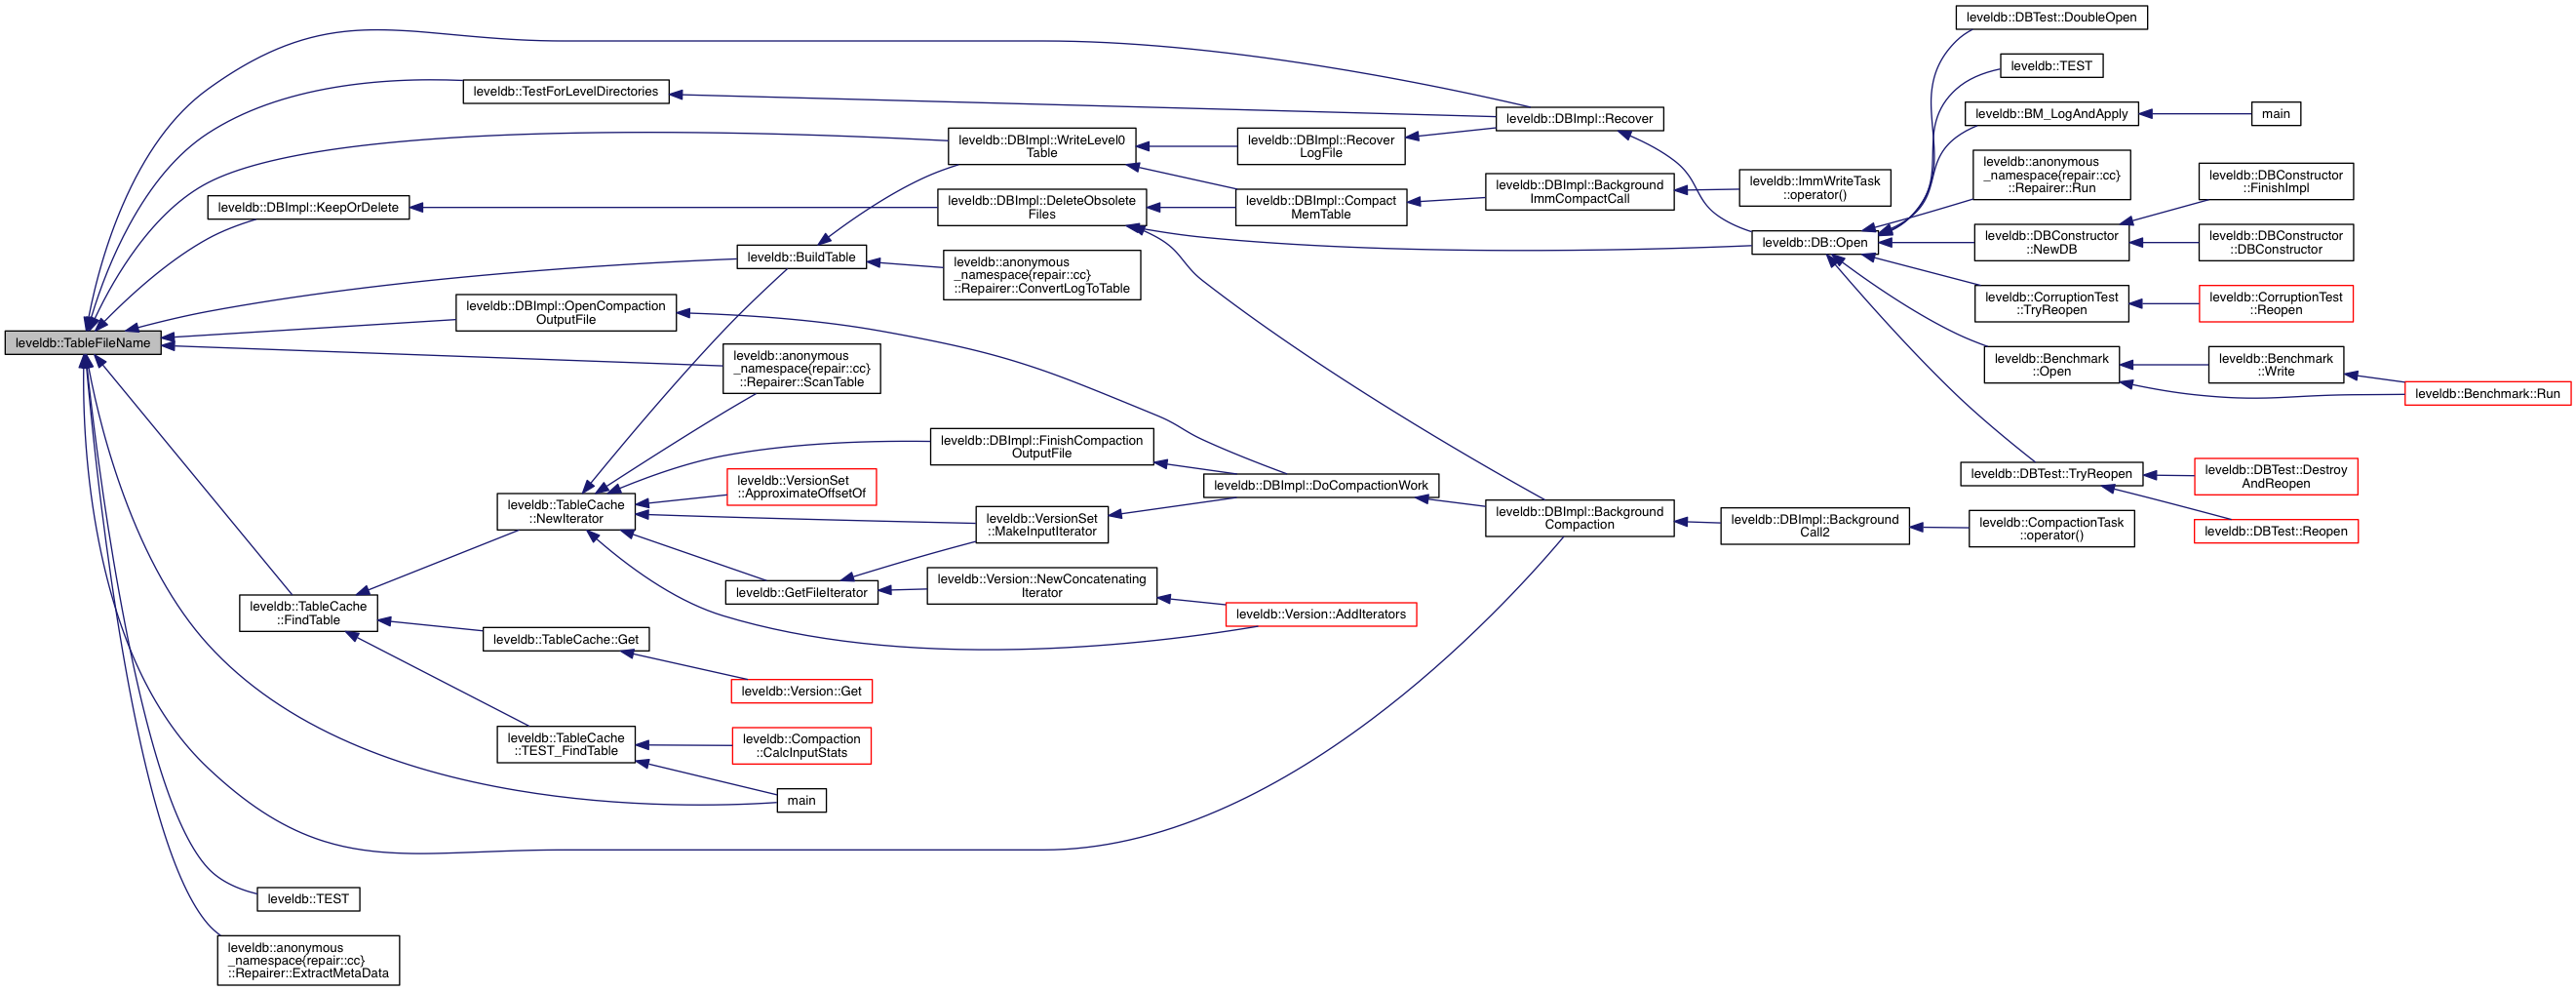 leveldb::TableFileName
leveldb::TestForLevelDirectories
leveldb::DBImpl::KeepOrDelete
leveldb::DBImpl::OpenCompaction
OutputFile
leveldb::TableCache
::FindTable
leveldb::TEST
leveldb::anonymous
_namespace{repair::cc}
::Repairer::ExtractMetaData
leveldb::BuildTable
leveldb::anonymous
_namespace{repair::cc}
::Repairer::ScanTable
leveldb::TableCache
::NewIterator
leveldb::VersionSet
::ApproximateOffsetOf
leveldb::GetFileIterator
leveldb::TableCache::Get
leveldb::Version::Get
leveldb::TableCache
::TEST_FindTable
leveldb::Compaction
::CalcInputStats
main
leveldb::DBImpl::WriteLevel0
Table
leveldb::DBImpl::DeleteObsolete
Files
leveldb::anonymous
_namespace{repair::cc}
::Repairer::ConvertLogToTable
leveldb::DBImpl::FinishCompaction
OutputFile
leveldb::VersionSet
::MakeInputIterator
leveldb::Version::NewConcatenating
Iterator
leveldb::DBImpl::Recover
LogFile
leveldb::DBImpl::Compact
MemTable
leveldb::DBImpl::DoCompactionWork
leveldb::Version::AddIterators
leveldb::DBImpl::Recover
leveldb::DBImpl::Background
ImmCompactCall
leveldb::DBImpl::Background
Compaction
leveldb::ImmWriteTask
::operator()
leveldb::DB::Open
leveldb::DBImpl::Background
Call2
leveldb::DBTest::DoubleOpen
leveldb::TEST
leveldb::BM_LogAndApply
main
leveldb::anonymous
_namespace{repair::cc}
::Repairer::Run
leveldb::DBConstructor
::FinishImpl
leveldb::DBConstructor
::NewDB
leveldb::DBConstructor
::DBConstructor
leveldb::CorruptionTest
::TryReopen
leveldb::CorruptionTest
::Reopen
leveldb::Benchmark
::Open
leveldb::Benchmark
::Write
leveldb::Benchmark::Run
leveldb::DBTest::TryReopen
leveldb::DBTest::Destroy
AndReopen
leveldb::DBTest::Reopen
leveldb::CompactionTask
::operator()